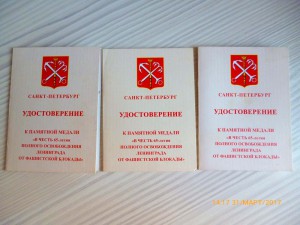 САНКТ-ПЕТЕРБУРГ
УДОСТОВЕРЕНИЕ
К ПАМЯТНОЙ МЕДАЛИ
«В ЧЕСТЬ 65-летия
ПОЛНОГО ОСВОБОЖДЕНИЯ
ЛЕНИНГРАДА
ОТ ФАШИСТСКОЙ БЛОКАДЫ»
САНКТ-ПЕТЕРБУРГ
УДОСТОВЕРЕНИЕ
К ПАМЯТНОЙ МЕДАЛИ
«В ЧЕСТЬ 65-летия
ПОЛНОГО ОСВОБОЖДЕНИЯ
ЛЕНИНГРАДА
ОТ ФАШИСТСКОЙ БЛОКАДЫ»
САНКТ-ПЕТЕРБУРГ
УДОСТОВЕРЕНИЕ
К ПАМЯТНОЙ МЕДАЛИ
«В ЧЕСТЬ 65-летия
ПОЛНОГО ОСВОБОЖДЕНИЯ
ЛЕНИНГРАДА
ОТ ФАШИСТСКОЙ БЛОКАДЫ»